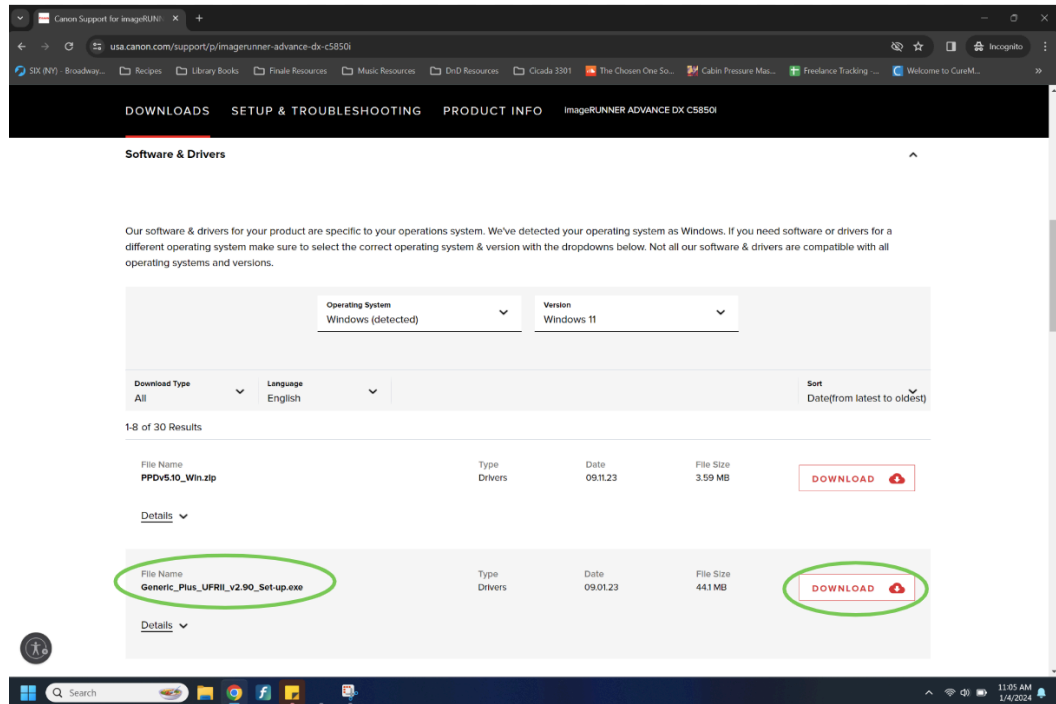 Canon Support for imageRUNN
usa.canon.com/support/p/imagerunner-advance-dx-c5850i
Incognito
SIX (NY) - Broadway...
Recipes
Library Books
Finale Resources
Music Resources
DnD Resources
Cicada 3301
The Chosen One So...
Cabin Pressure Mas...
Freelance Tracking -...
Welcome to CureM...
DOWNLOADS SETUP & TROUBLESHOOTING PRODUCT INFO imageRUNNER ADVANCE DX C5850i
Software & Drivers
Our software & drivers for your product are specific to your operations system. We've detected your operating system as Windows. If you need software or drivers for a
different operating system make sure to select the correct operating system & version with the dropdowns below. Not all our software & drivers are compatible with all
operating systems and versions.
Operating System Version
Windows (detected) Windows 11
Download Type Language Sort
All English Date(from latest to oldest)
1-8 of 30 Results
File Name Type Date File Size
PPDv5.10_Win.zip Drivers 09.11.23 3.59 MB DOWNLOAD
Details
File Name Type Date File Size
Generic_Plus_UFRII_v2.90_Set-up.exe Drivers 09.01.23 44.1 MB DOWNLOAD
Details
Search
11:05 AM
1/4/2024